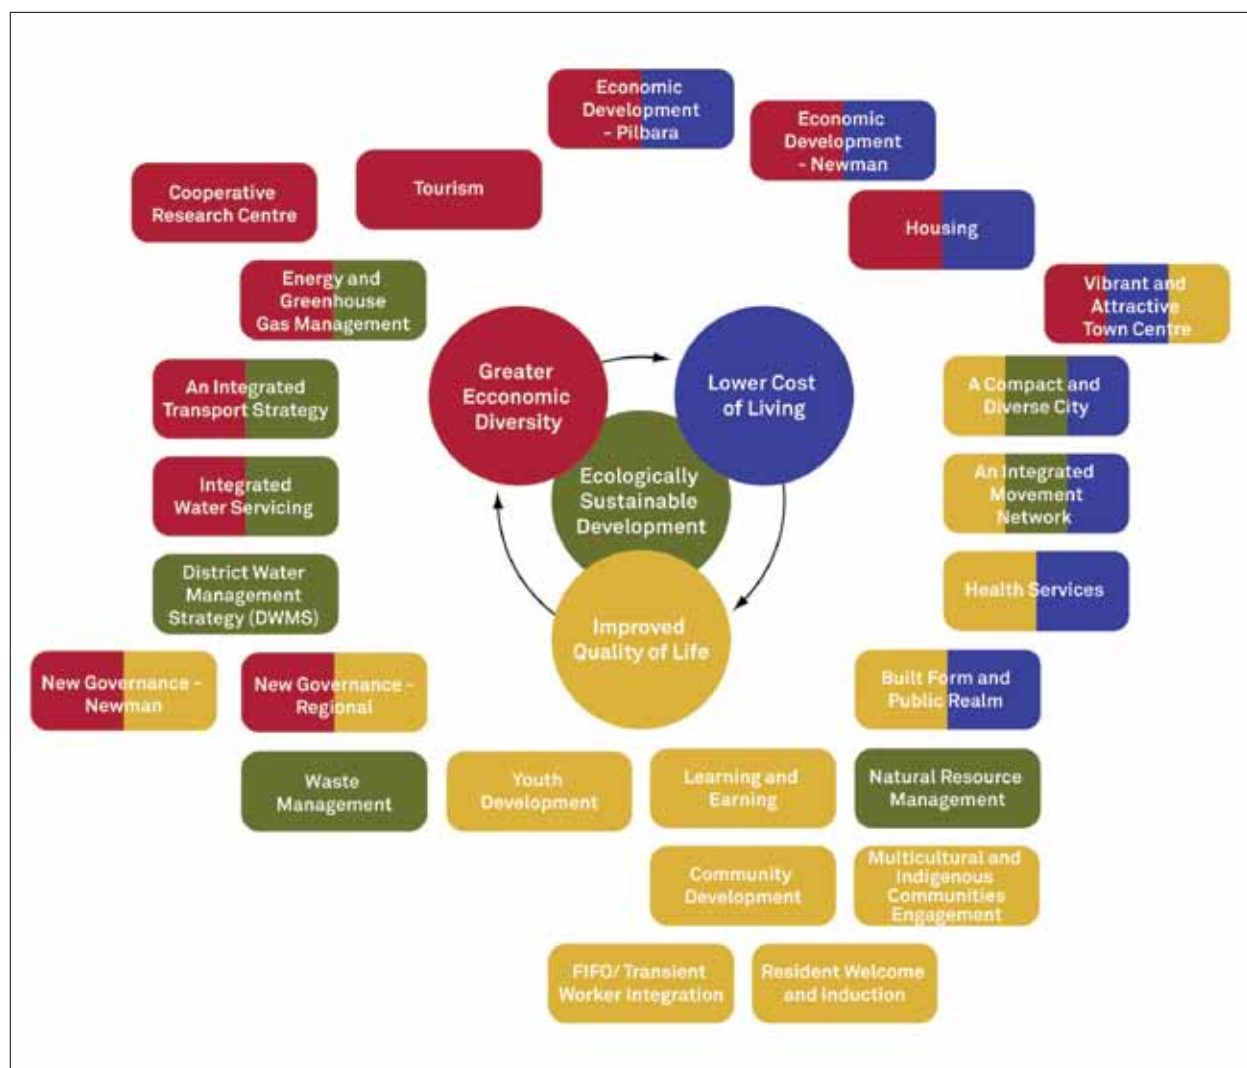 Economic
Development
- Pilbara
Economic
Development
- Newman
Cooperative
Research Centre
Tourism
Housing
Energy and
Greenhouse
Gas Management
Vibrant and
Attractive
Town Centre
Greater
Ecconomic
Diversity
Lower Cost
of Living
An Integrated
Transport Strategy
A Compact and
Diverse City
Ecologically
Sustainable
Development
Integrated
Water Servicing
An Integrated
Movement
Network
District Water
Management
Strategy (DWMS)
Health Services
Improved
Quality of Life
New Governance -
Newman
New Governance -
Regional
Built Form and
Public Realm
Waste
Management
Youth
Development
Learning and
Earning
Natural Resource
Management
Community
Development
Multicultural and
Indigenous
Communities
Engagement
FIFO/ Transient
Worker Integration
Resident Welcome
and Induction